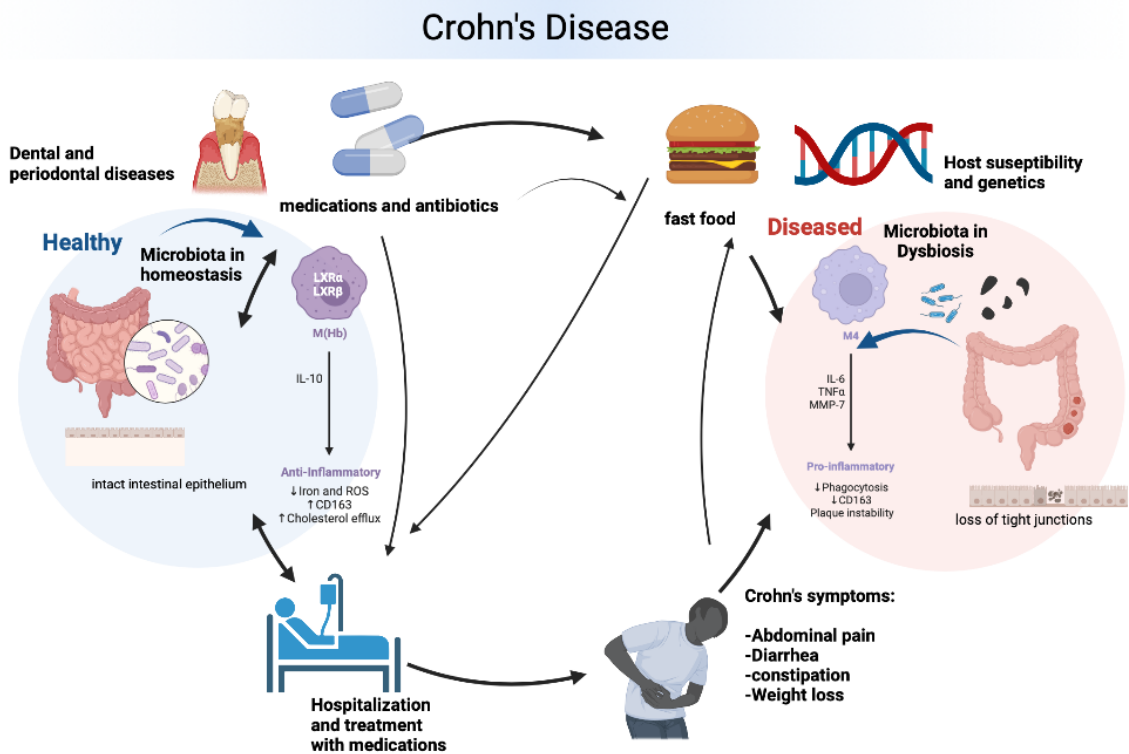 Crohn's Disease
Dental and
periodontal diseases
medications and antibiotics
fast food
Host suseptibility
and genetics
Healthy
Microbiota in
homeostasis
LXRα
LXRβ
M(Hb)
IL-10
Anti-Inflammatory
↓Iron and ROS
↑CD163
↑Cholesterol efflux
intact intestinal epithelium
Diseased
Microbiota in
Dysbiosis
M4
IL-6
TNFα
MMP-7
Pro-inflammatory
↓Phagocytosis
↓CD163
Plaque instability
loss of tight junctions
Hospitalization
and treatment
with medications
Crohn's symptoms:
-Abdominal pain
-Diarrhea
-constipation
-Weight loss